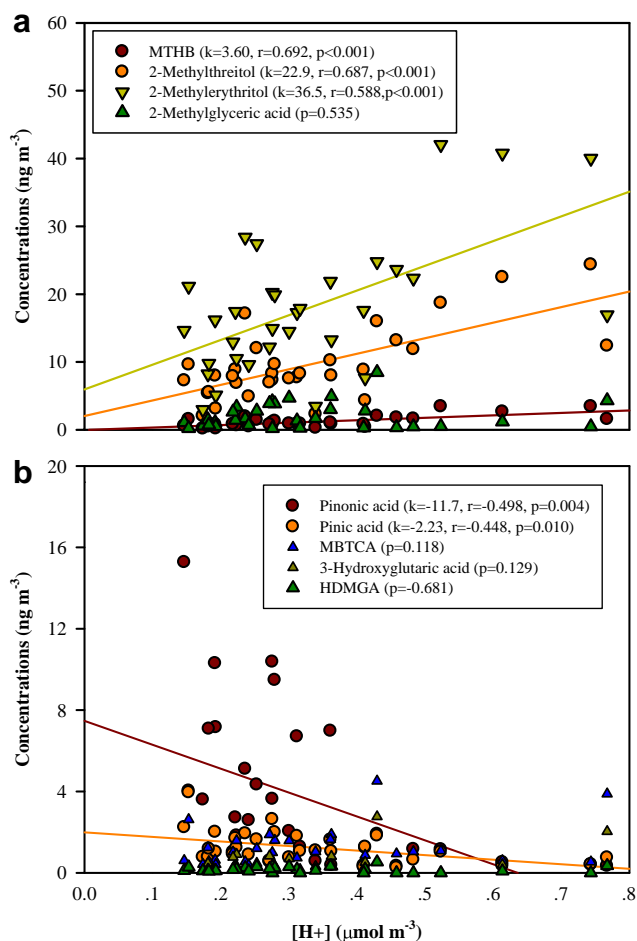 a
60
50
40
30
20
10
0
Concentrations (ng m-3)
MTHB (k=3.60, r=0.692, p<0.001)
2-Methylthreitol (k=22.9, r=0.687, p<0.001)
2-Methylerythritol (k=36.5, r=0.588,p<0.001)
2-Methylglyceric acid (p=0.535)
b
20
16
12
8
4
0
Concentrations (ng m-3)
Pinonic acid (k=-11.7, r=-0.498, p=0.004)
Pinic acid (k=-2.23, r=-0.448, p=0.010)
MBTCA (p=0.118)
3-Hydroxyglutaric acid (p=0.129)
HDMGA (p=-0.681)
0.0 .1 .2 .3 .4 .5 .6 .7 .8
[H+] (μmol m-3)